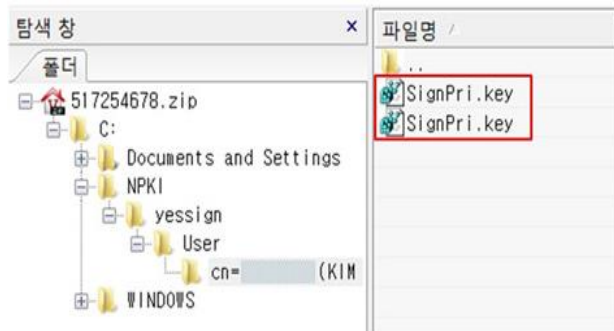 탐색 창 ×
폴더
517254678.zip
C:
Documents and Settings
NPKI
yessign
User
cn= (KIM
WINDOWS
파일명 /
..
SignPri.key
SignPri.key